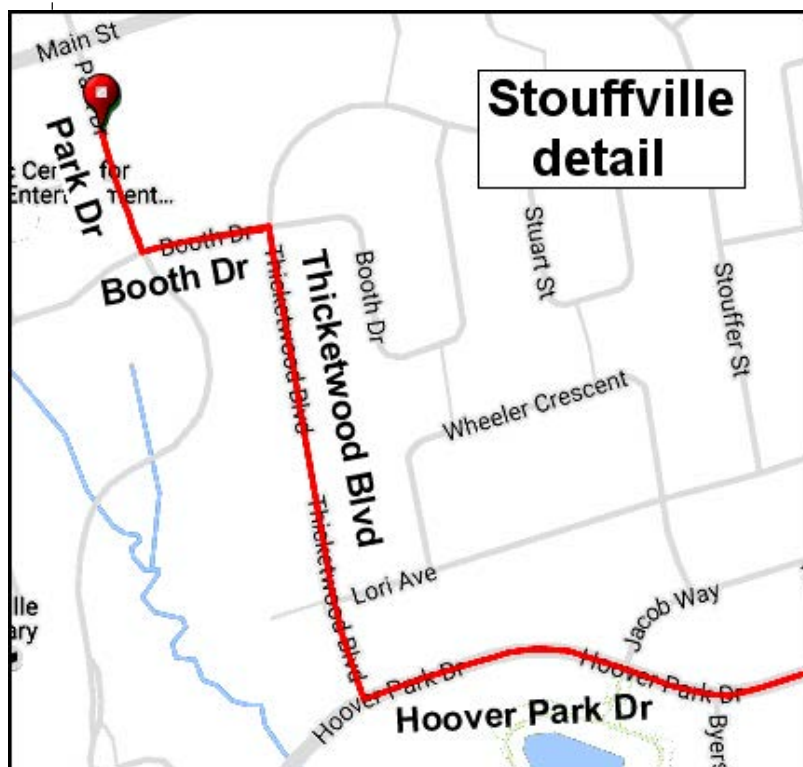 Main St
Park Dr
Stouffville
detail
Park Dr
for
ment...
Booth Dr
Booth Dr
Thicketwood Blvd
Thicketwood Blvd
Booth Dr
Stuart St
Stouffer St
Wheeler Crescent
Thicketwood Blvd
Lori Ave
Jacob Way
Hoover Park Dr
Hoover Park Dr
Hoover Park Dr
Byers